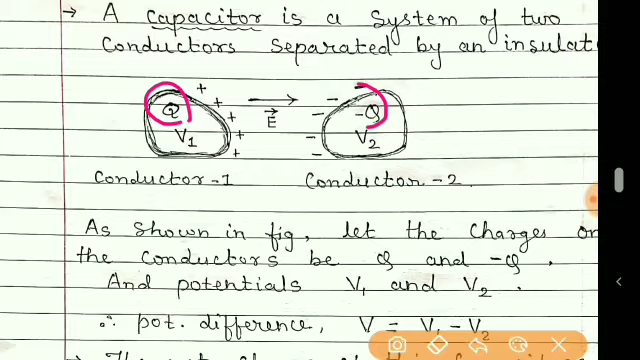 → A capacitor is a system of two
conductors separated by an insulat
+ + + + +
Q
V₁
→
E
- - - - -
-Q
V₂
Conductor-1
Conductor-2
As shown in fig, let the charges on
the conductors be Q and -Q.
And potentials V₁ and V₂.
∴ pot. difference, V = V₁ - V₂